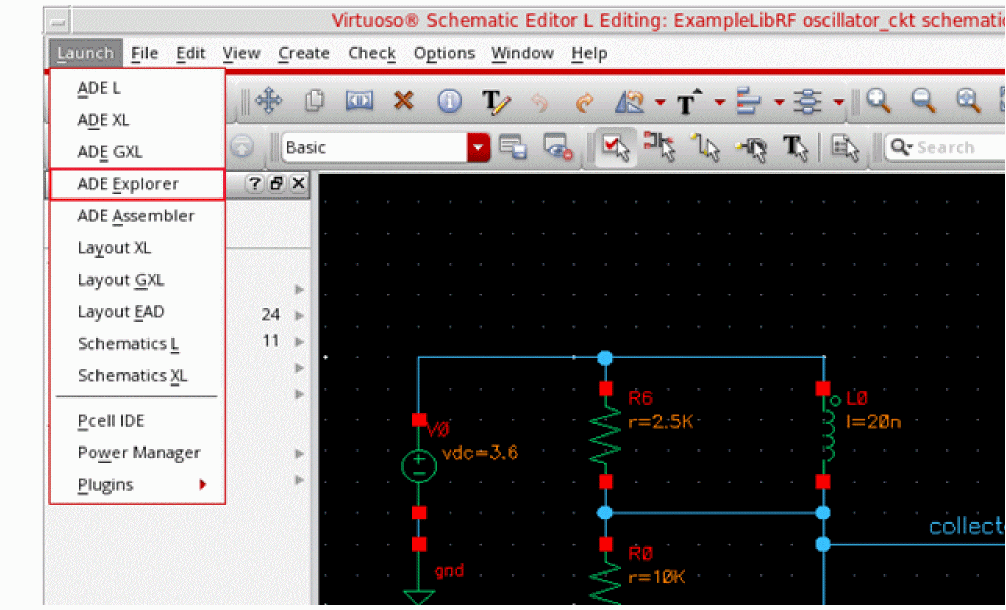 Virtuoso® Schematic Editor L Editing: ExampleLibRF oscillator_ckt schematic
Launch File Edit View Create Check Options Window Help
ADE L
ADE XL
ADE GXL
ADE Explorer
ADE Assembler
Layout XL
Layout GXL
Layout EAD
Schematics L
Schematics XL
Pcell IDE
Power Manager
Plugins
Basic
Search
24
11
V0
vdc=3.6
gnd
R6
r=2.5K
L0
l=20n
collect
R0
r=10K